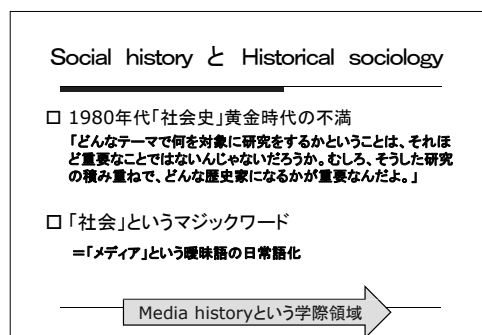 Social history と Historical sociology
□ 1980年代「社会史」黄金時代の不満
「どんなテーマで何を対象に研究をするかということは、それほ
ど重要なことではないんじゃないだろうか。むしろ、そうした研究
の積み重ねで、どんな歴史家になるかが重要なんだよ。」
□ 「社会」というマジックワード
＝「メディア」という曖昧語の日常語化
Media historyという学際領域